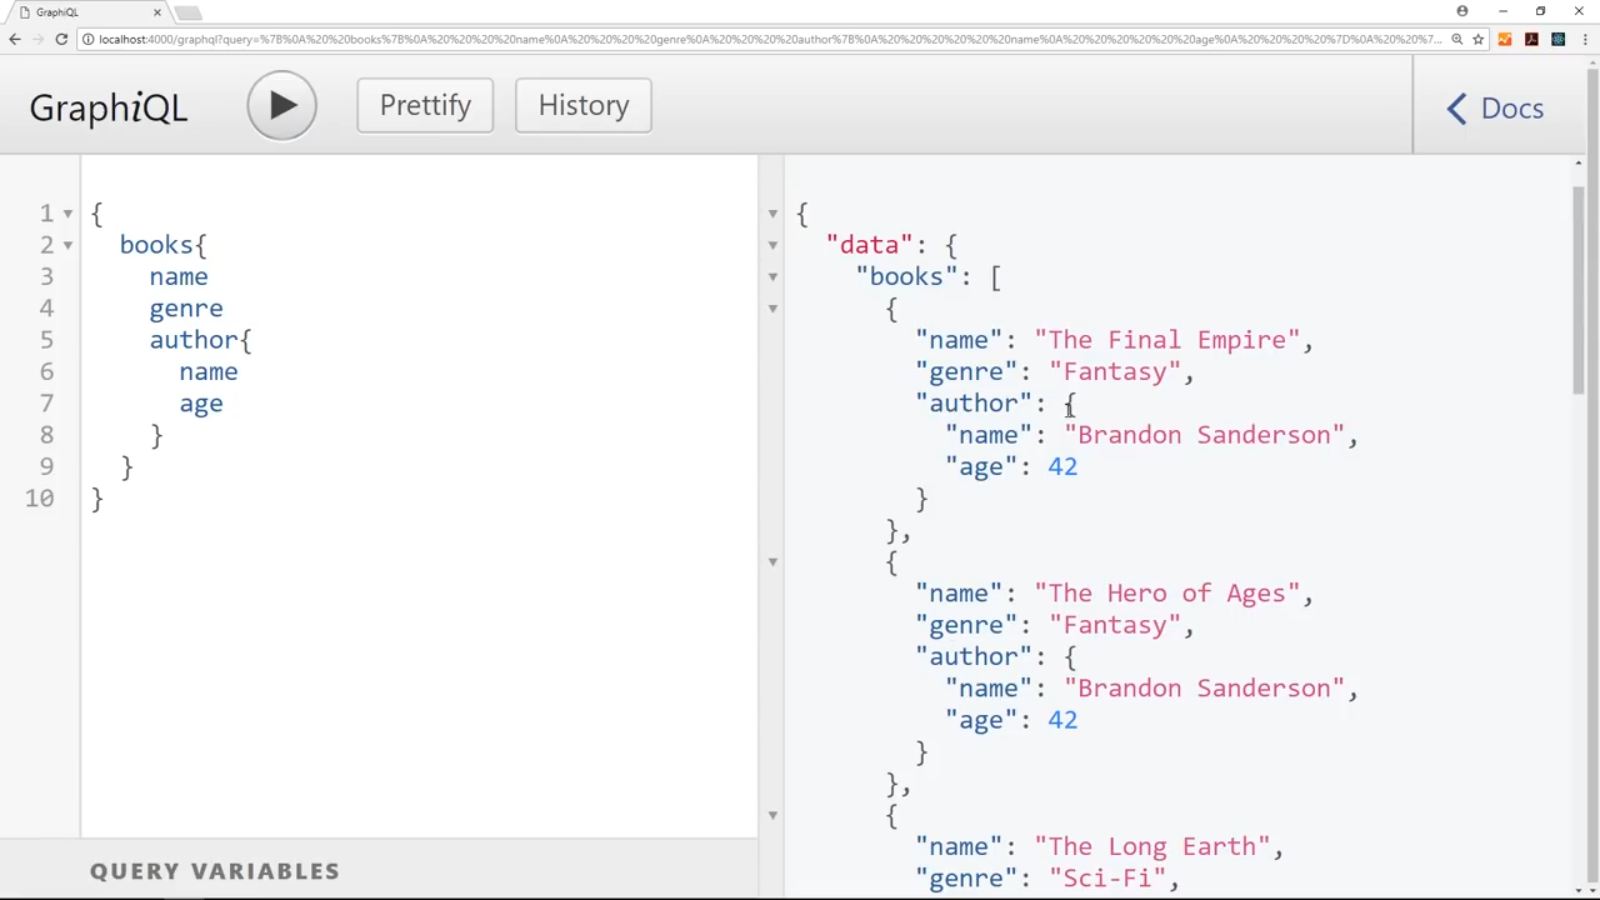 GraphiQL
localhost:4000/graphql?query=%7B%0A%20%20books%7B%0A%20%20%20%20name%0A%20%20%20%20genre%0A%20%20%20%20author%7B%0A%20%20%20%20%20%20name%0A%20%20%20%20%20%20age%0A%20%20%20%20%7D%0A%20%20%7...
GraphiQL
Prettify
History
Docs
1 {
2 books{
3 name
4 genre
5 author{
6 name
7 age
8 }
9 }
10 }
QUERY VARIABLES
{
"data": {
"books": [
{
"name": "The Final Empire",
"genre": "Fantasy",
"author": {
"name": "Brandon Sanderson",
"age": 42
}
},
{
"name": "The Hero of Ages",
"genre": "Fantasy",
"author": {
"name": "Brandon Sanderson",
"age": 42
}
},
{
"name": "The Long Earth",
"genre": "Sci-Fi",